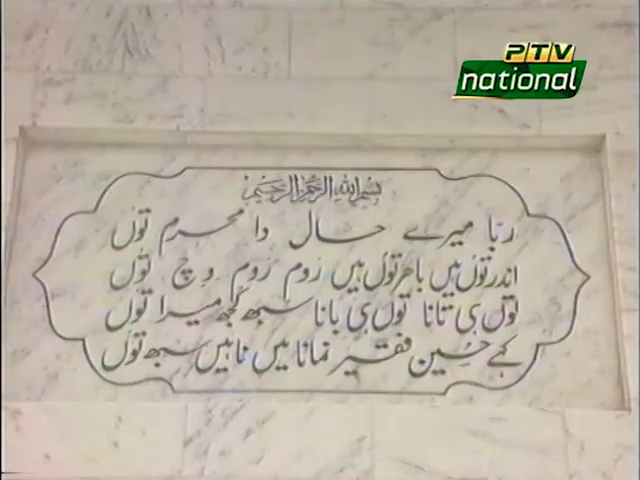 PTV
national
بسم الله الرحمن الرحیم
ربا میرے حال دا محرم توں
اندر توں ہیں باہر توں ہیں روم روم وچ توں
توں ہی تانا توں ہی بانا سبھ کجھ میرا توں
کہے حسین فقیر نمانا میں ناہیں سبھ توں